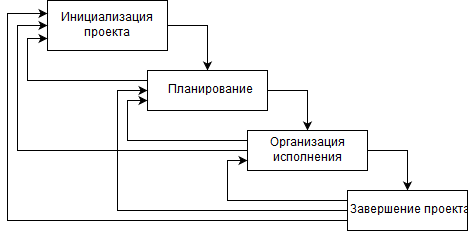 Инициализация
проекта
Планирование
Организация
исполнения
Завершение проекта